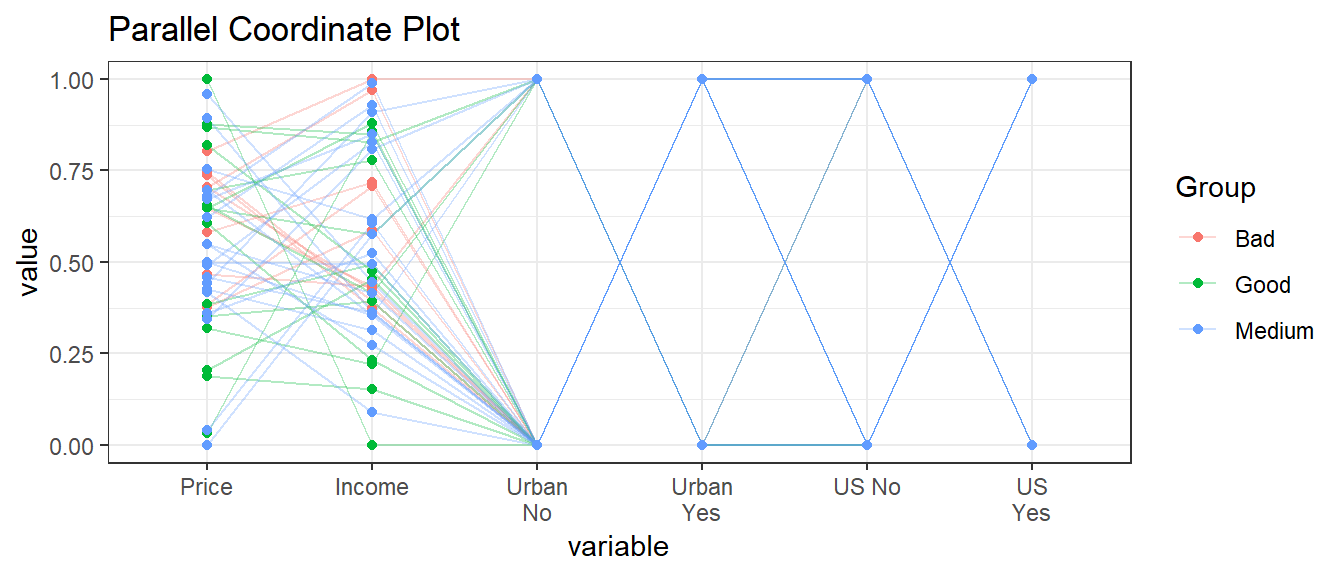 Parallel Coordinate Plot
1.00
0.75
0.50
0.25
0.00
value
Price
Income
Urban
No
Urban
Yes
US No
US
Yes
variable
Group
Bad
Good
Medium